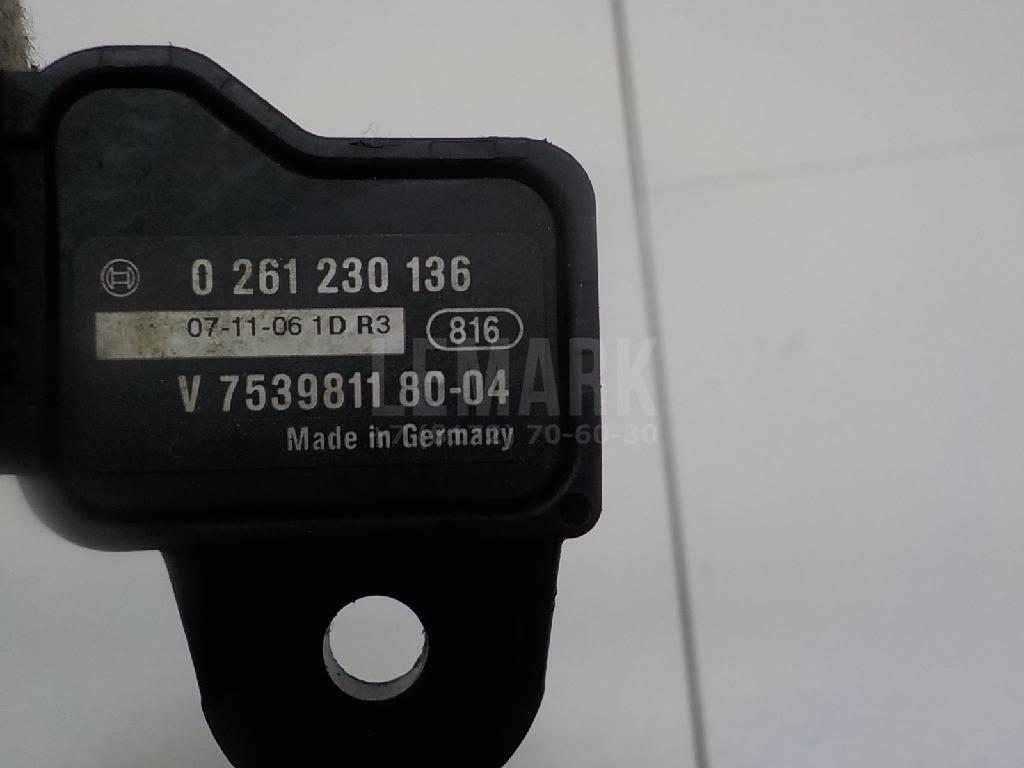 0 261 230 136
07-11-06 1D R3
816
V 7539811 80-04
LEMARK
Made in Germany
70-60-30